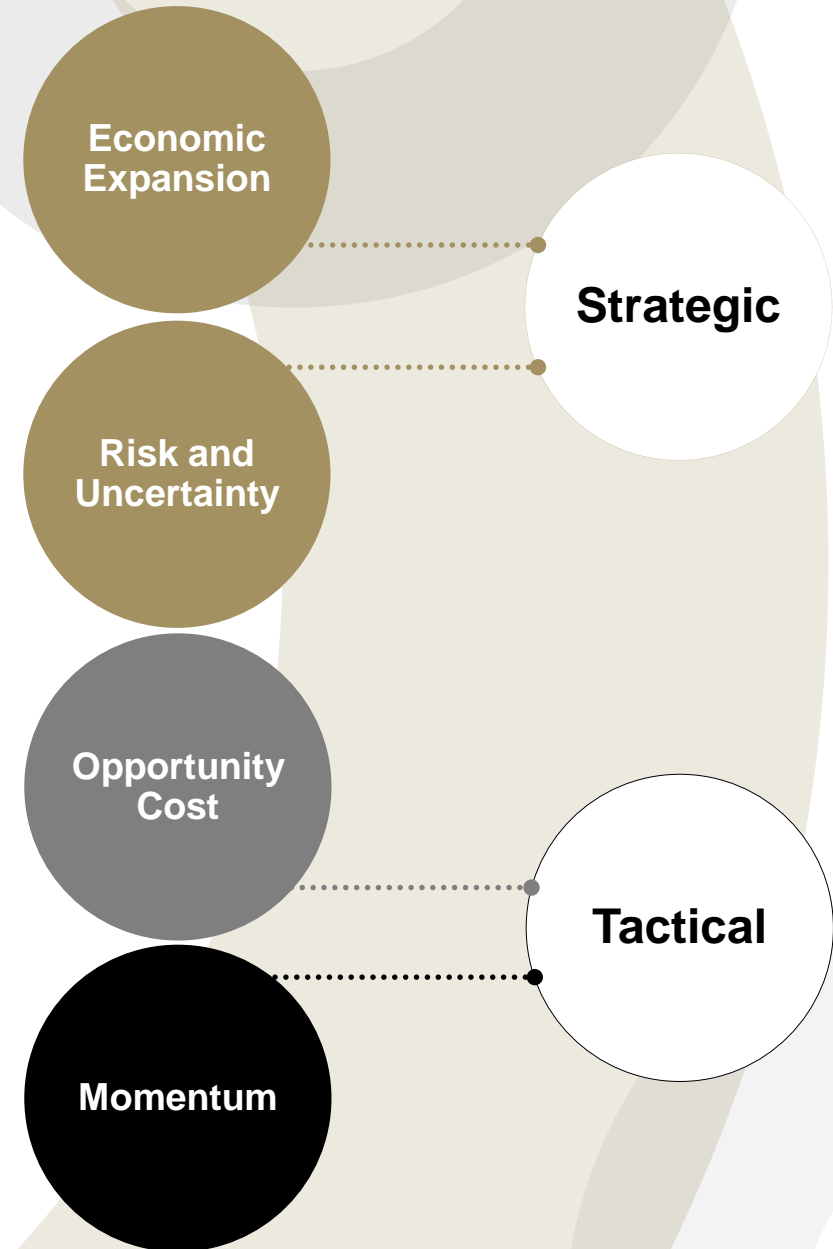 Economic
Expansion
Strategic
Risk and
Uncertainty
Opportunity
Cost
Tactical
Momentum